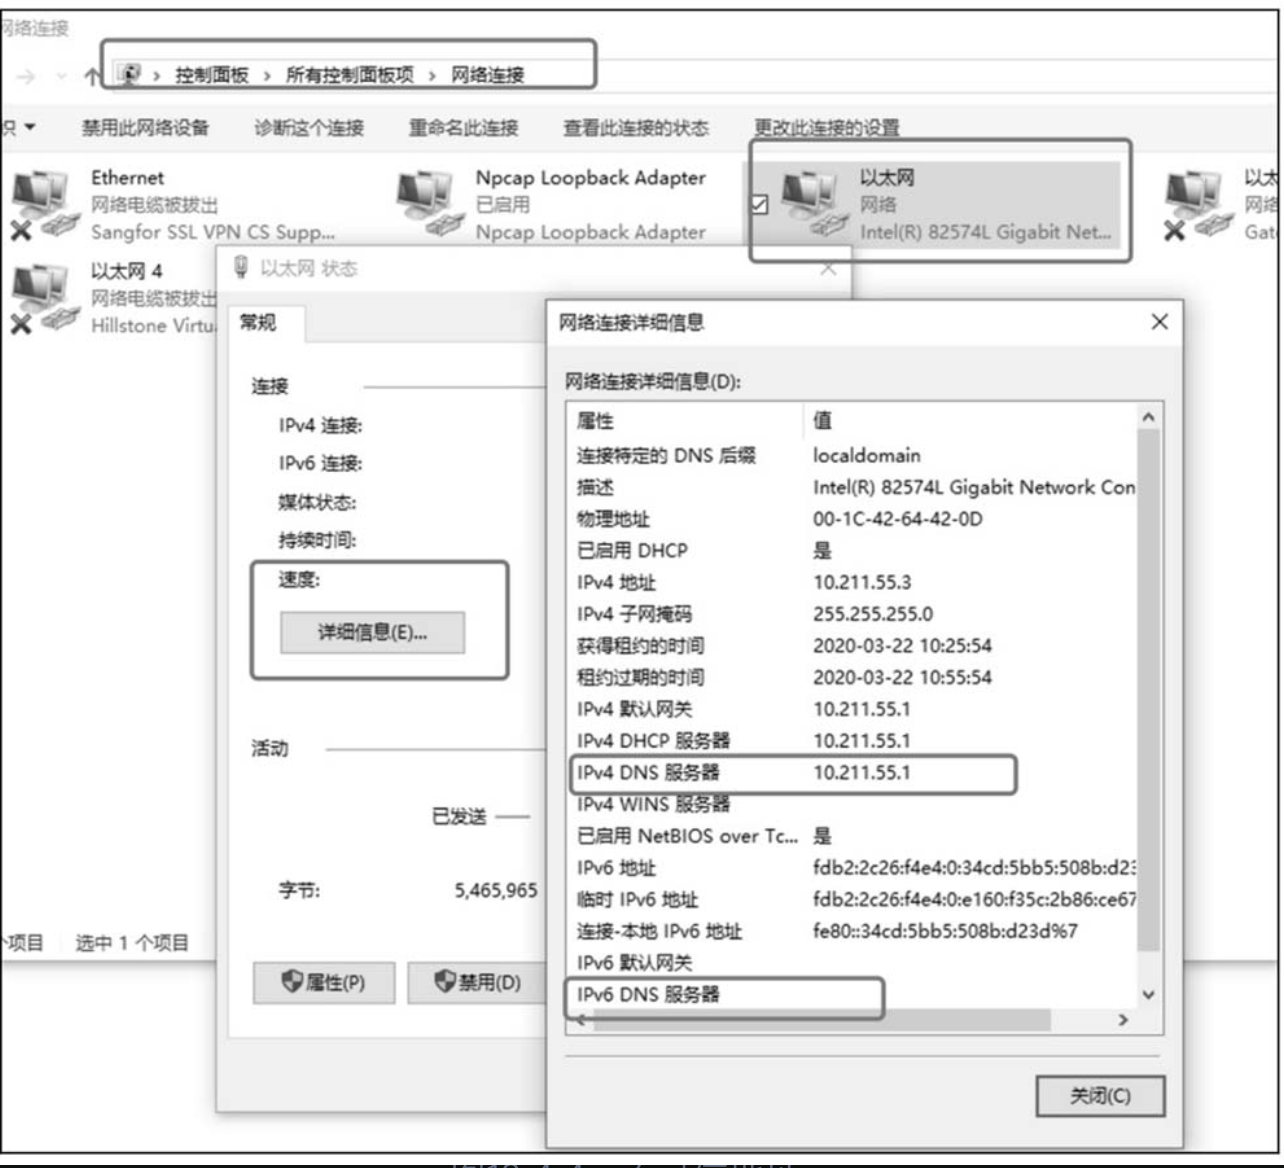 网络连接
控制面板 › 所有控制面板项 › 网络连接
禁用此网络设备 诊断这个连接 重命名此连接 查看此连接的状态 更改此连接的设置
Ethernet
网络电缆被拔出
Sangfor SSL VPN CS Supp...
Npcap Loopback Adapter
已启用
Npcap Loopback Adapter
以太网
网络
Intel(R) 82574L Gigabit Net...
以太网 4
网络电缆被拔出
Hillstone Virtu
以太网 状态
常规
连接
IPv4 连接:
IPv6 连接:
媒体状态:
持续时间:
速度:
详细信息(E)...
活动
已发送
字节: 5,465,965
属性(P) 禁用(D)
个项目 选中 1 个项目
网络连接详细信息
网络连接详细信息(D):
属性 值
连接特定的 DNS 后缀 localdomain
描述 Intel(R) 82574L Gigabit Network Con
物理地址 00-1C-42-64-42-0D
已启用 DHCP 是
IPv4 地址 10.211.55.3
IPv4 子网掩码 255.255.255.0
获得租约的时间 2020-03-22 10:25:54
租约过期的时间 2020-03-22 10:55:54
IPv4 默认网关 10.211.55.1
IPv4 DHCP 服务器 10.211.55.1
IPv4 DNS 服务器 10.211.55.1
IPv4 WINS 服务器
已启用 NetBIOS over Tc... 是
IPv6 地址 fdb2:2c26:f4e4:0:34cd:5bb5:508b:d23
临时 IPv6 地址 fdb2:2c26:f4e4:0:e160:f35c:2b86:ce67
连接-本地 IPv6 地址 fe80::34cd:5bb5:508b:d23d%7
IPv6 默认网关
IPv6 DNS 服务器
关闭(C)